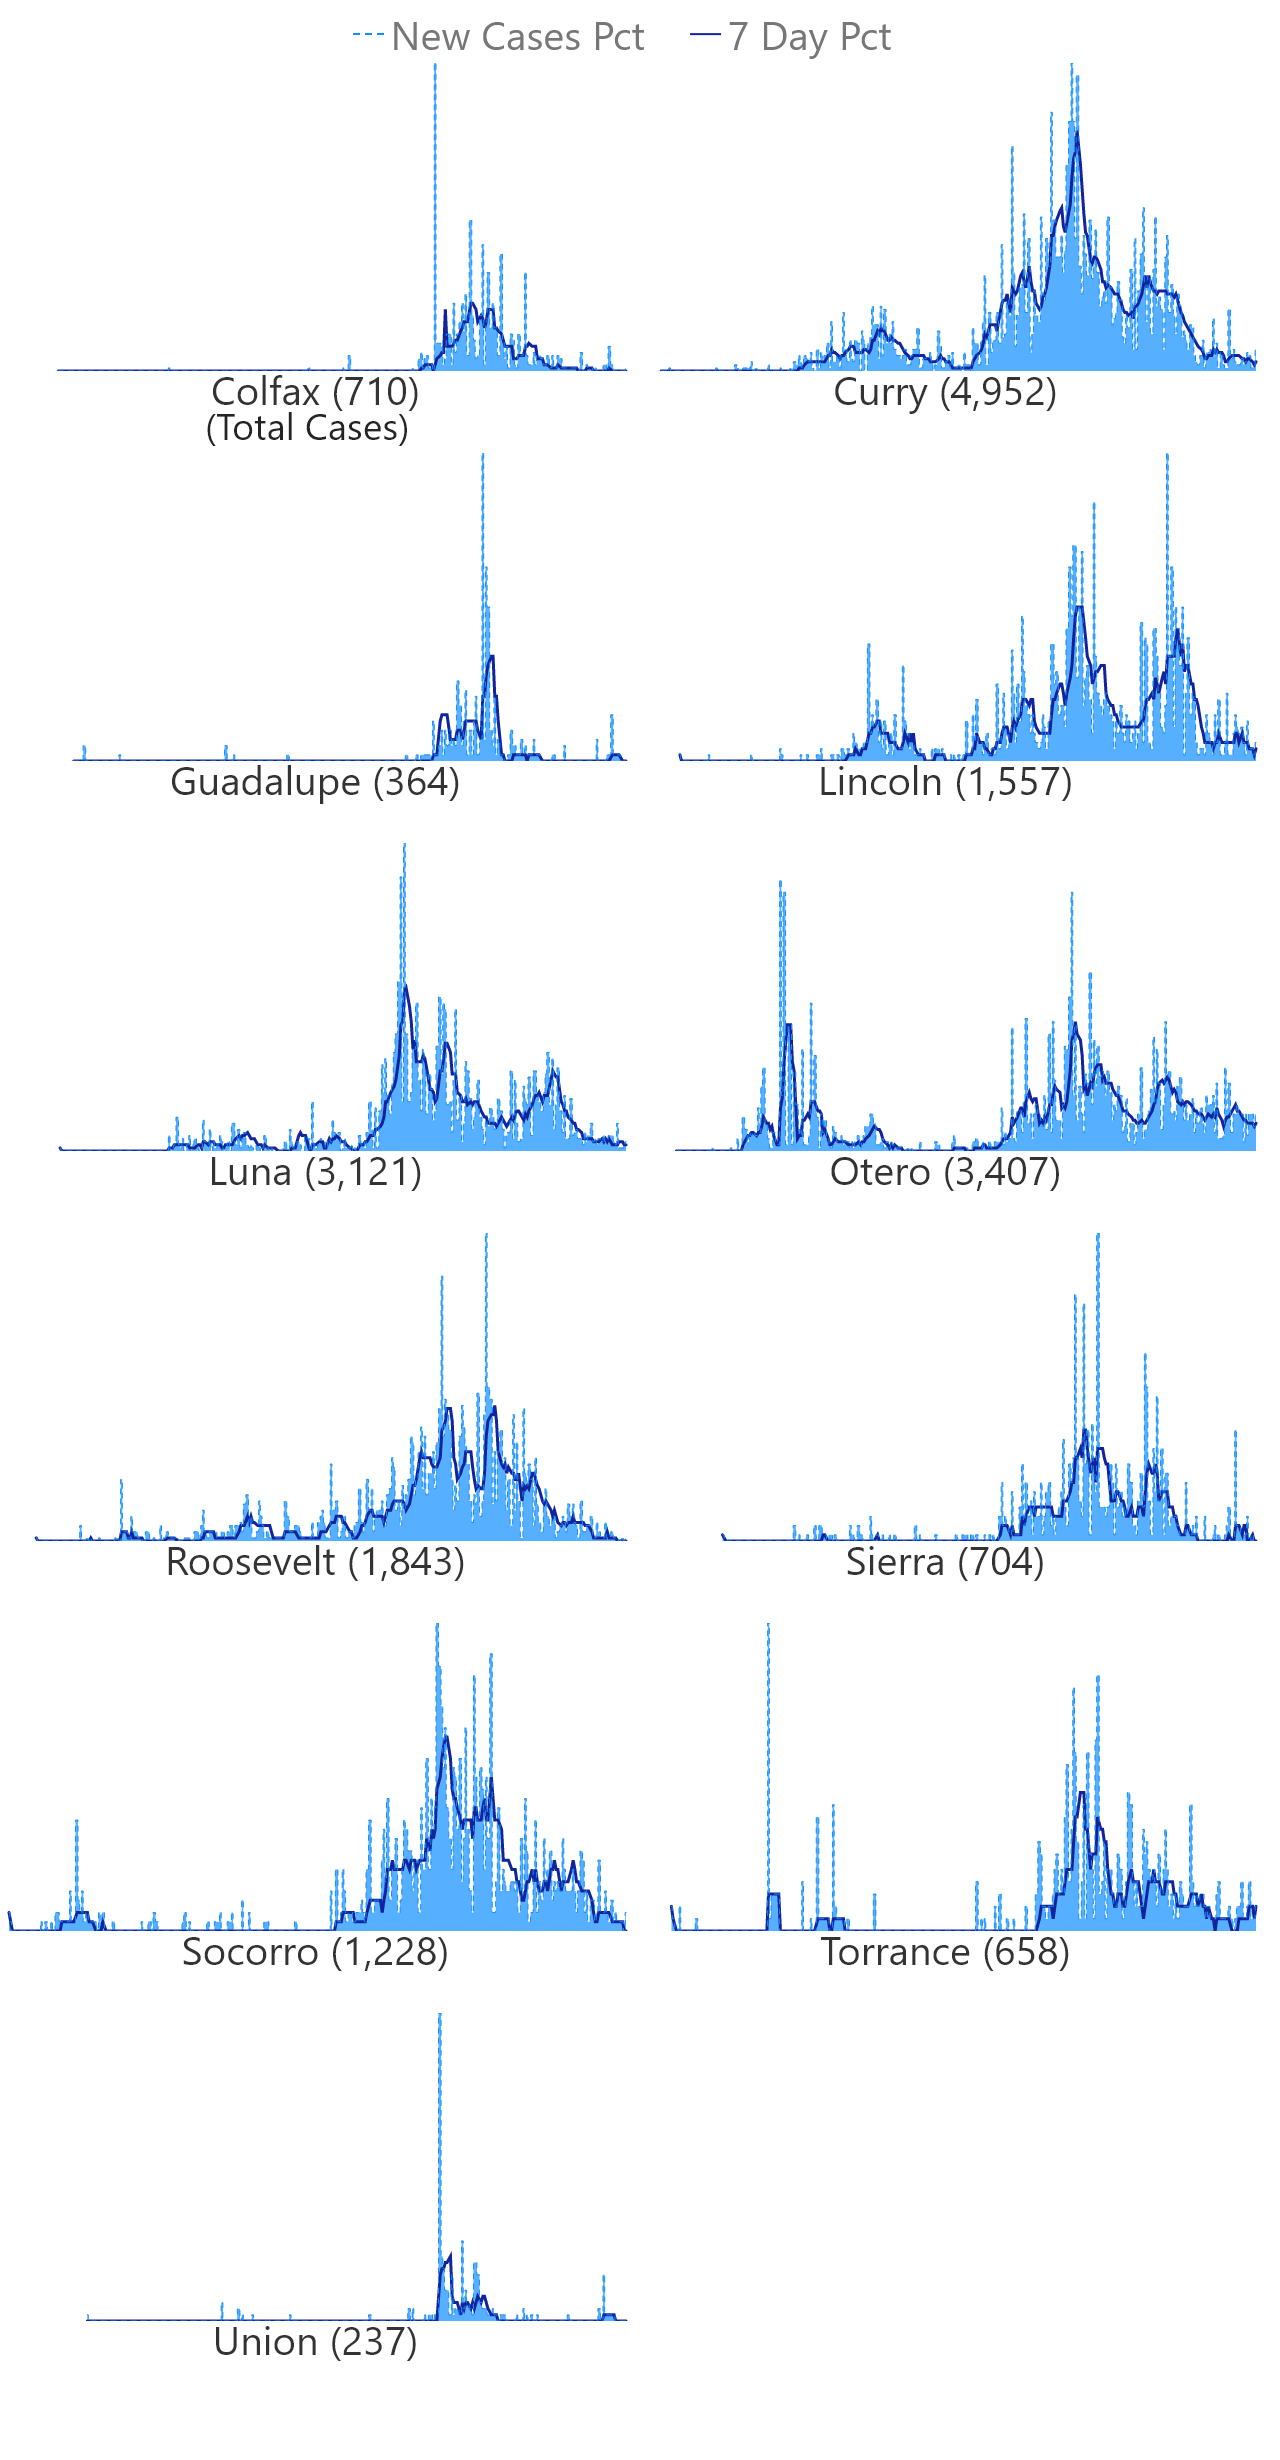 New Cases Pct 7 Day Pct
Colfax (710) Curry (4,952)
(Total Cases)
Guadalupe (364) Lincoln (1,557)
Luna (3,121) Otero (3,407)
Roosevelt (1,843) Sierra (704)
Socorro (1,228) Torrance (658)
Union (237)